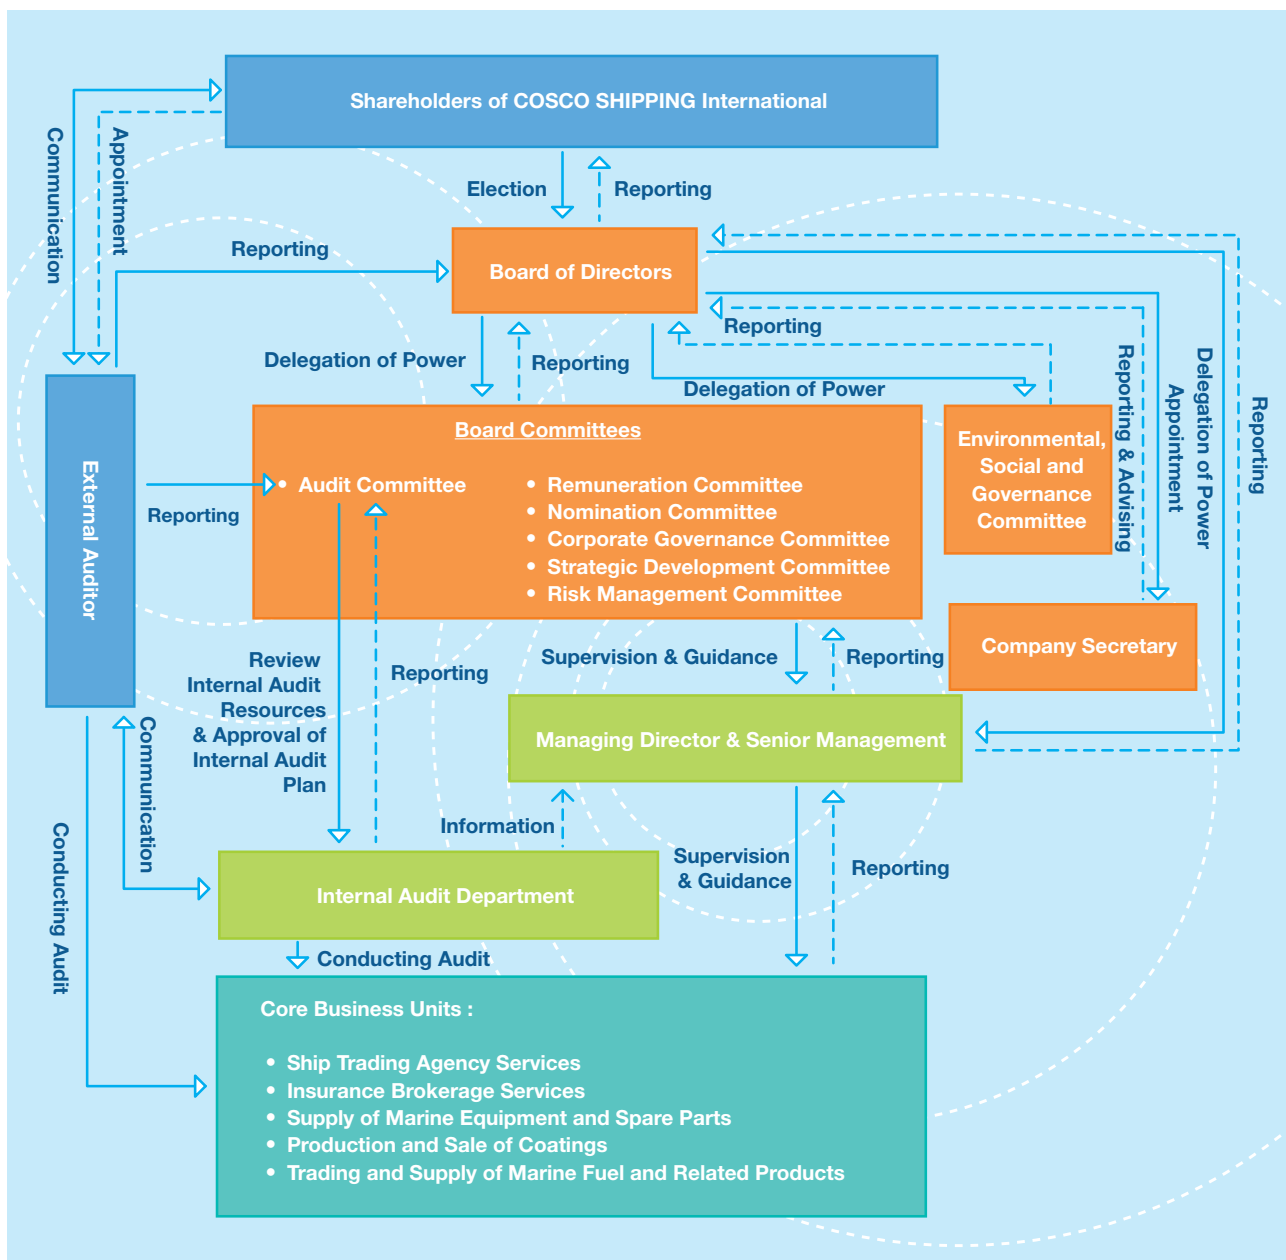 Shareholders of COSCO SHIPPING International
Communication
Appointment
Election
Reporting
Reporting
Board of Directors
Reporting
Delegation of Power
Reporting
Delegation of Power
Reporting & Advising
Appointment
Delegation of Power
Reporting
External Auditor
Reporting
Board Committees
• Audit Committee
• Remuneration Committee
• Nomination Committee
• Corporate Governance Committee
• Strategic Development Committee
• Risk Management Committee
Environmental,
Social and
Governance
Committee
Company Secretary
Review
Internal Audit
Resources
& Approval of
Internal Audit
Plan
Reporting
Supervision & Guidance
Reporting
Managing Director & Senior Management
Communication
Information
Conducting Audit
Supervision
& Guidance
Reporting
Internal Audit Department
Conducting Audit
Core Business Units :
• Ship Trading Agency Services
• Insurance Brokerage Services
• Supply of Marine Equipment and Spare Parts
• Production and Sale of Coatings
• Trading and Supply of Marine Fuel and Related Products